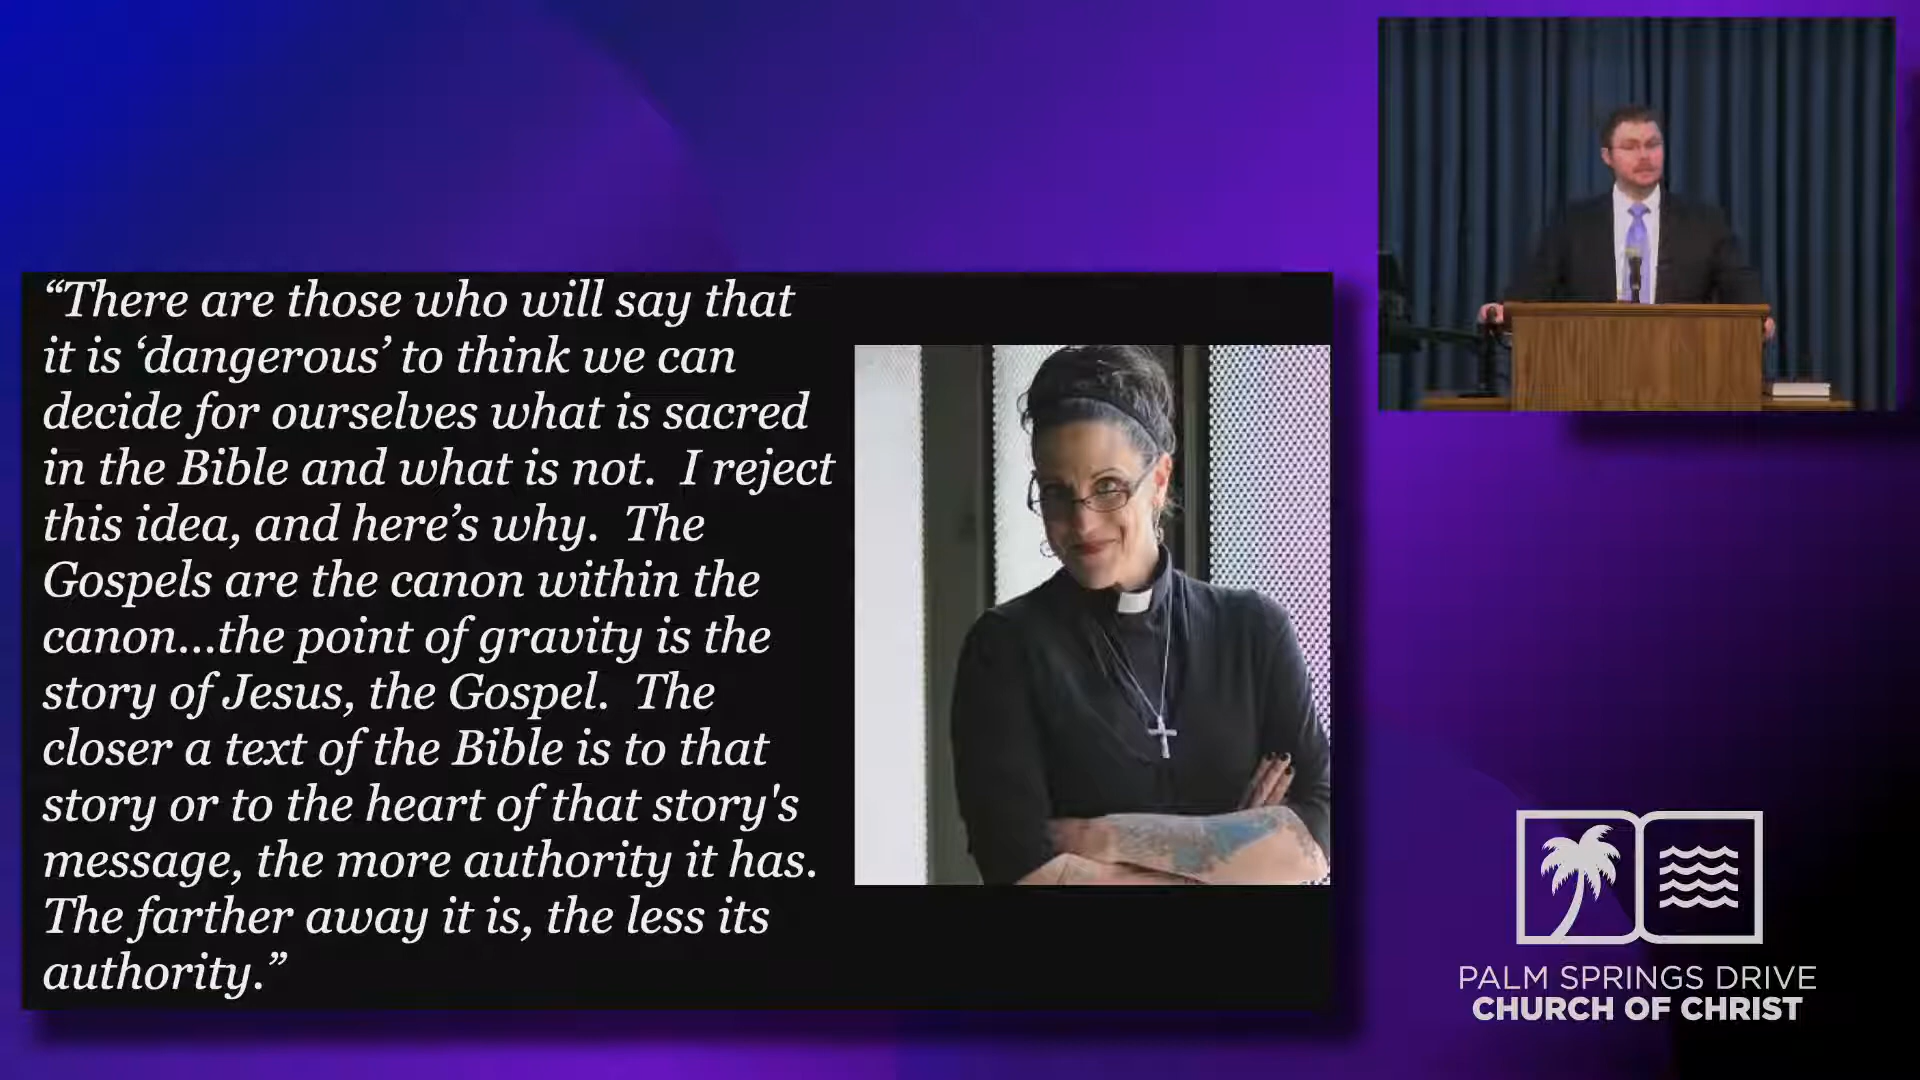 “There are those who will say that
it is ‘dangerous’ to think we can
decide for ourselves what is sacred
in the Bible and what is not.  I reject
this idea, and here’s why.  The
Gospels are the canon within the
canon...the point of gravity is the
story of Jesus, the Gospel.  The
closer a text of the Bible is to that
story or to the heart of that story's
message, the more authority it has.
The farther away it is, the less its
authority.”
PALM SPRINGS DRIVE
CHURCH OF CHRIST